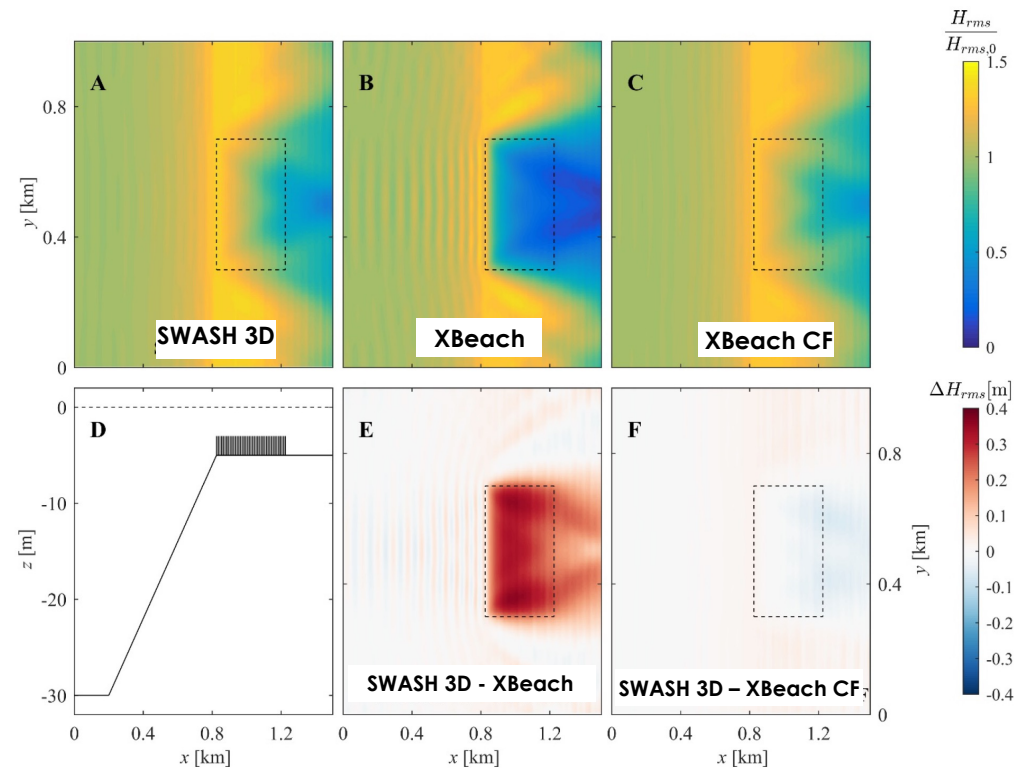 H_rms
H_rms,0
A
B
C
1.5
1
0.5
0
0.8
0.4
0
y [km]
SWASH 3D
XBeach
XBeach CF
ΔH_rms[m]
D
E
F
0
-10
-20
-30
z [m]
0.4
0.3
0.2
0.1
0
-0.1
-0.2
-0.3
-0.4
0.8
0.4
0
y [km]
SWASH 3D - XBeach
SWASH 3D – XBeach CF
0 0.4 0.8 1.2
0 0.4 0.8 1.2
0 0.4 0.8 1.2
x [km]
x [km]
x [km]